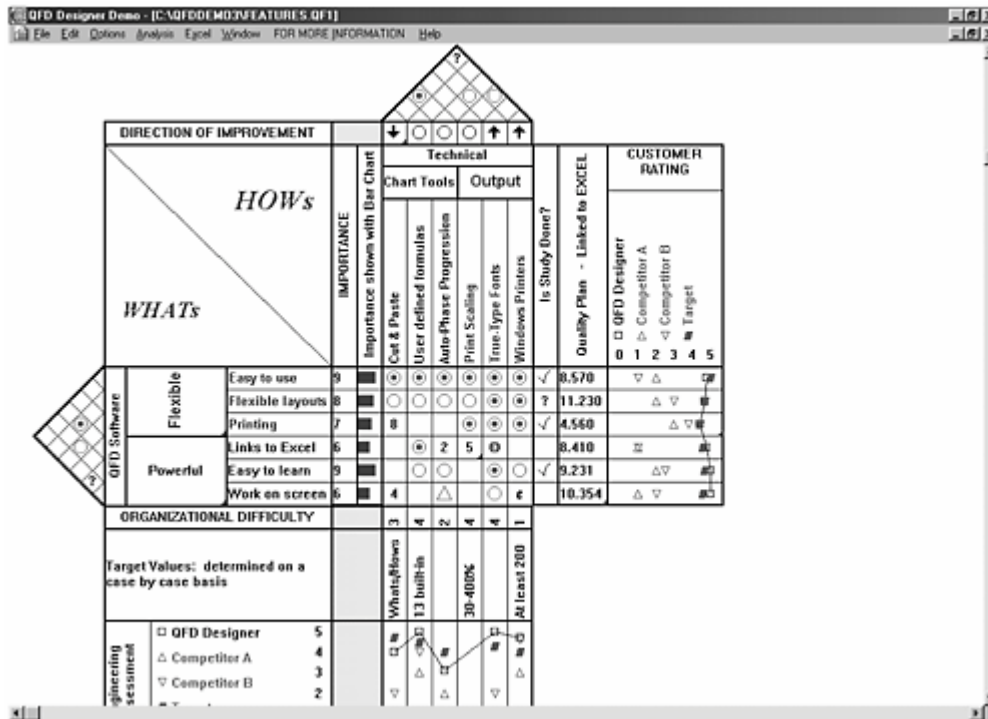 QFD Designer Demo - [C:\QFDDEMO3\FEATURES.QF1]
File Edit Options Analysis Excel Window FOR MORE INFORMATION Help
?
DIRECTION OF IMPROVEMENT
Technical
Chart Tools
Output
HOWs
WHATs
IMPORTANCE
Importance shown with Bar Chart
Cut & Paste
User defined formulas
Auto-Phase Progression
Print Scaling
True-Type Fonts
Windows Printers
Is Study Done?
Quality Plan - Linked to EXCEL
CUSTOMER
RATING
QFD Designer
Competitor A
Competitor B
Target
0 1 2 3 4 5
QFD Software
Flexible
Powerful
?
Easy to use 9 √ 8.570
Flexible layouts 8 ? 11.230
Printing 7 8 √ 4.560
Links to Excel 6 2 5 8.410
Easy to learn 9 √ 9.231
Work on screen 6 4 ¢ 10.354
ORGANIZATIONAL DIFFICULTY 3 4 2 4 4 1
Target Values: determined on a
case by case basis
Whats/Hows
13 built-in
30-400%
At least 200
QFD Designer 5
Competitor A 4
3
Competitor B
2